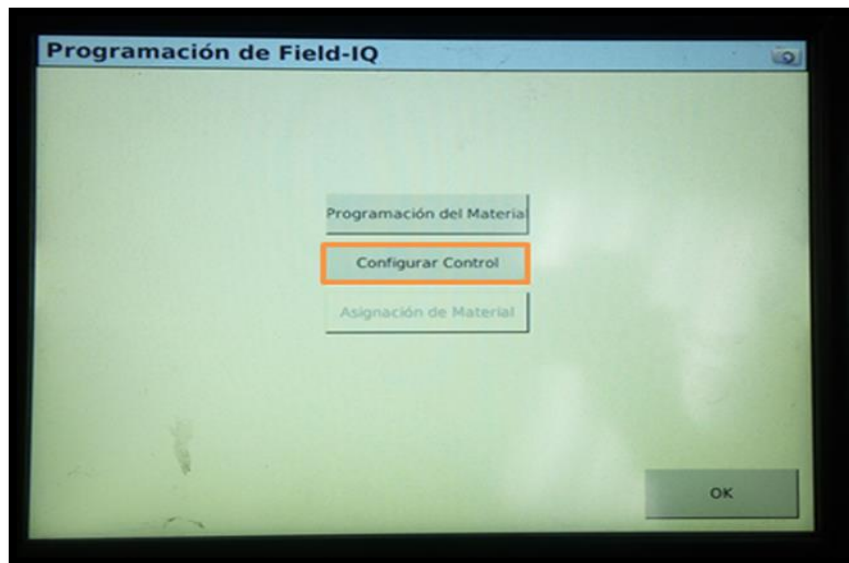 Programación de Field-IQ
Programación del Materia
Configurar Control
Asignación de Material
OK